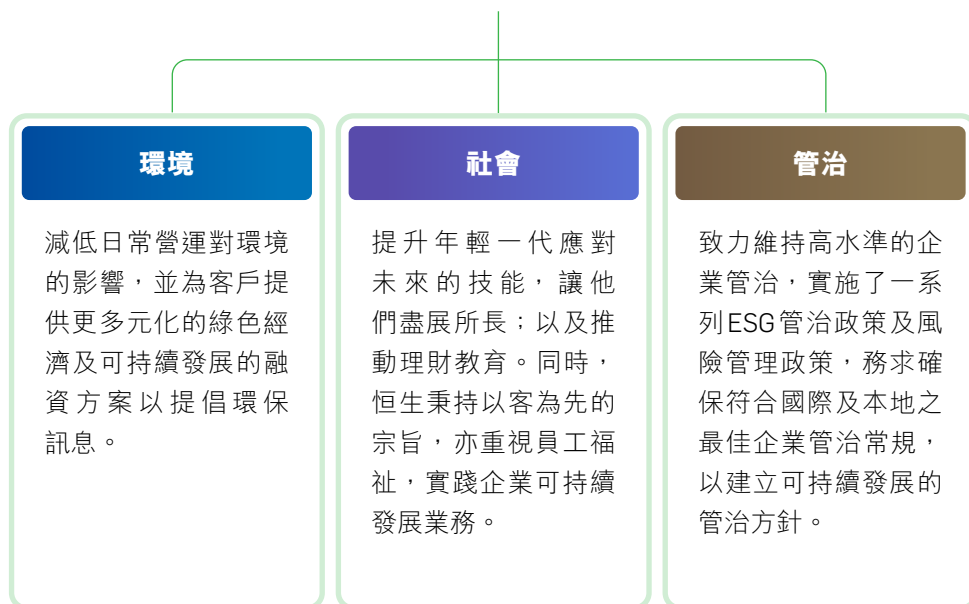 環境
減低日常營運對環境
的影響，並為客戶提
供更多元化的綠色經
濟及可持續發展的融
資方案以提倡環保
訊息。
社會
提升年輕一代應對
未來的技能，讓他
們盡展所長；以及推
動理財教育。同時，
恒生秉持以客為先的
宗旨，亦重視員工福
祉，實踐企業可持續
發展業務。
管治
致力維持高水準的企
業管治，實施了一系
列ESG管治政策及風
險管理政策，務求確
保符合國際及本地之
最佳企業管治常規，
以建立可持續發展的
管治方針。